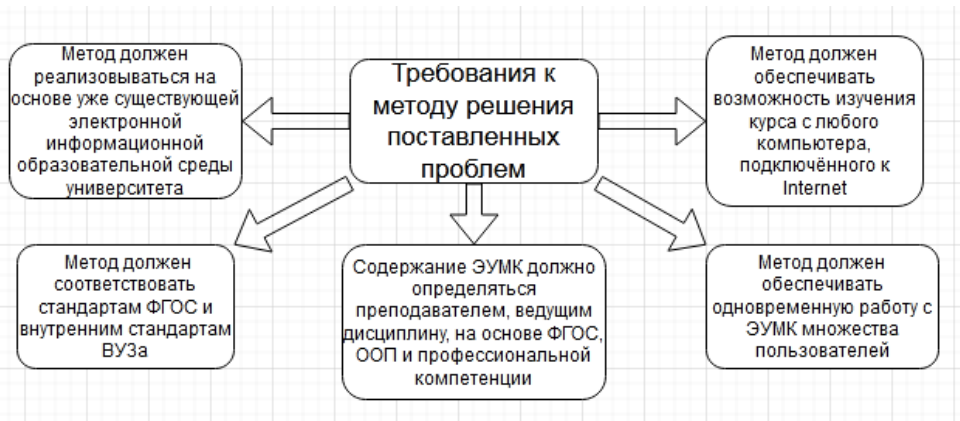 Метод должен
реализовываться на
основе уже существующей
электронной
информационной
образовательной среды
университета
Требования к
методу решения
поставленных
проблем
Метод должен
обеспечивать
возможность изучения
курса с любого
компьютера,
подключённого к
Internet
Метод должен
соответствовать
стандартам ФГОС и
внутренним стандартам
ВУЗа
Содержание ЭУМК должно
определяться
преподавателем, ведущим
дисциплину, на основе ФГОС,
ООП и профессиональной
компетенции
Метод должен
обеспечивать
одновременную работу с
ЭУМК множества
пользователей